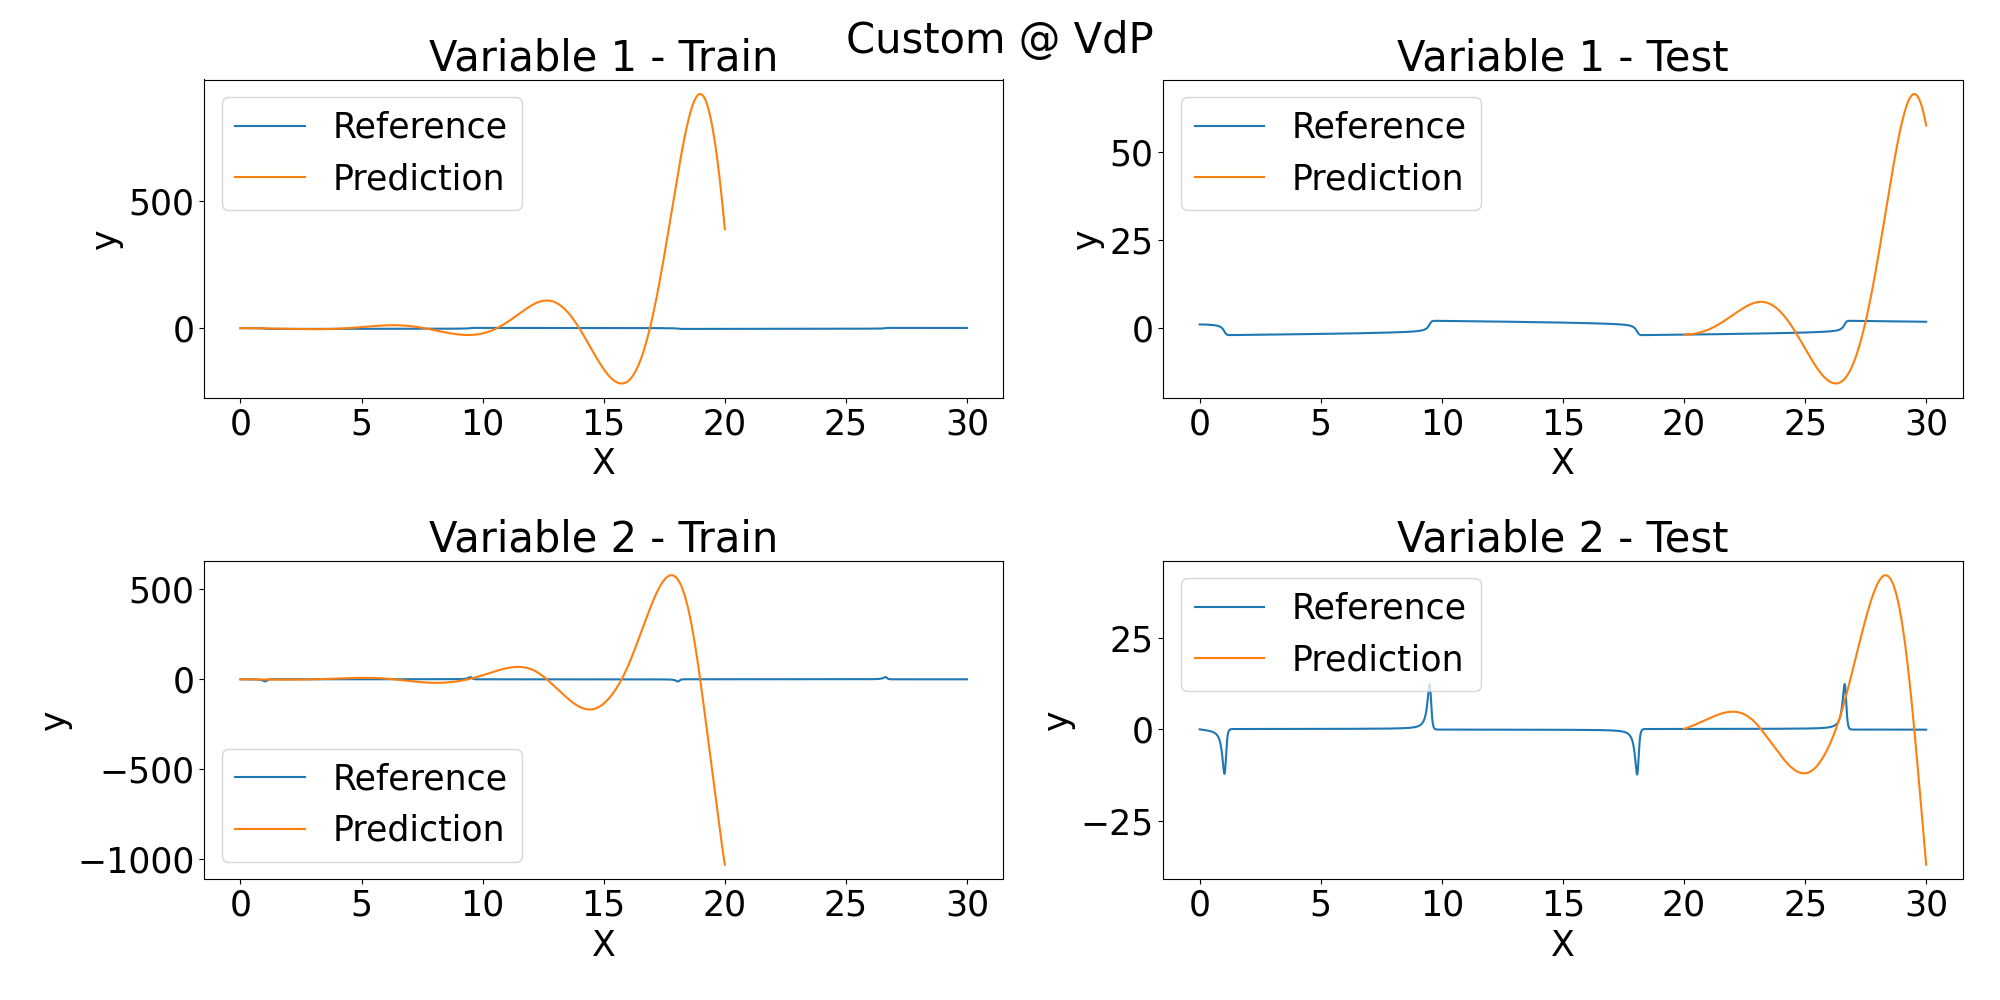 Custom @ VdP
Variable 1 - Train
Reference
Prediction
500
0
y
0 5 10 15 20 25 30
X
Variable 1 - Test
Reference
Prediction
50
25
0
y
0 5 10 15 20 25 30
X
Variable 2 - Train
500
0
−500
−1000
y
Reference
Prediction
0 5 10 15 20 25 30
X
Variable 2 - Test
Reference
Prediction
25
0
−25
y
0 5 10 15 20 25 30
X